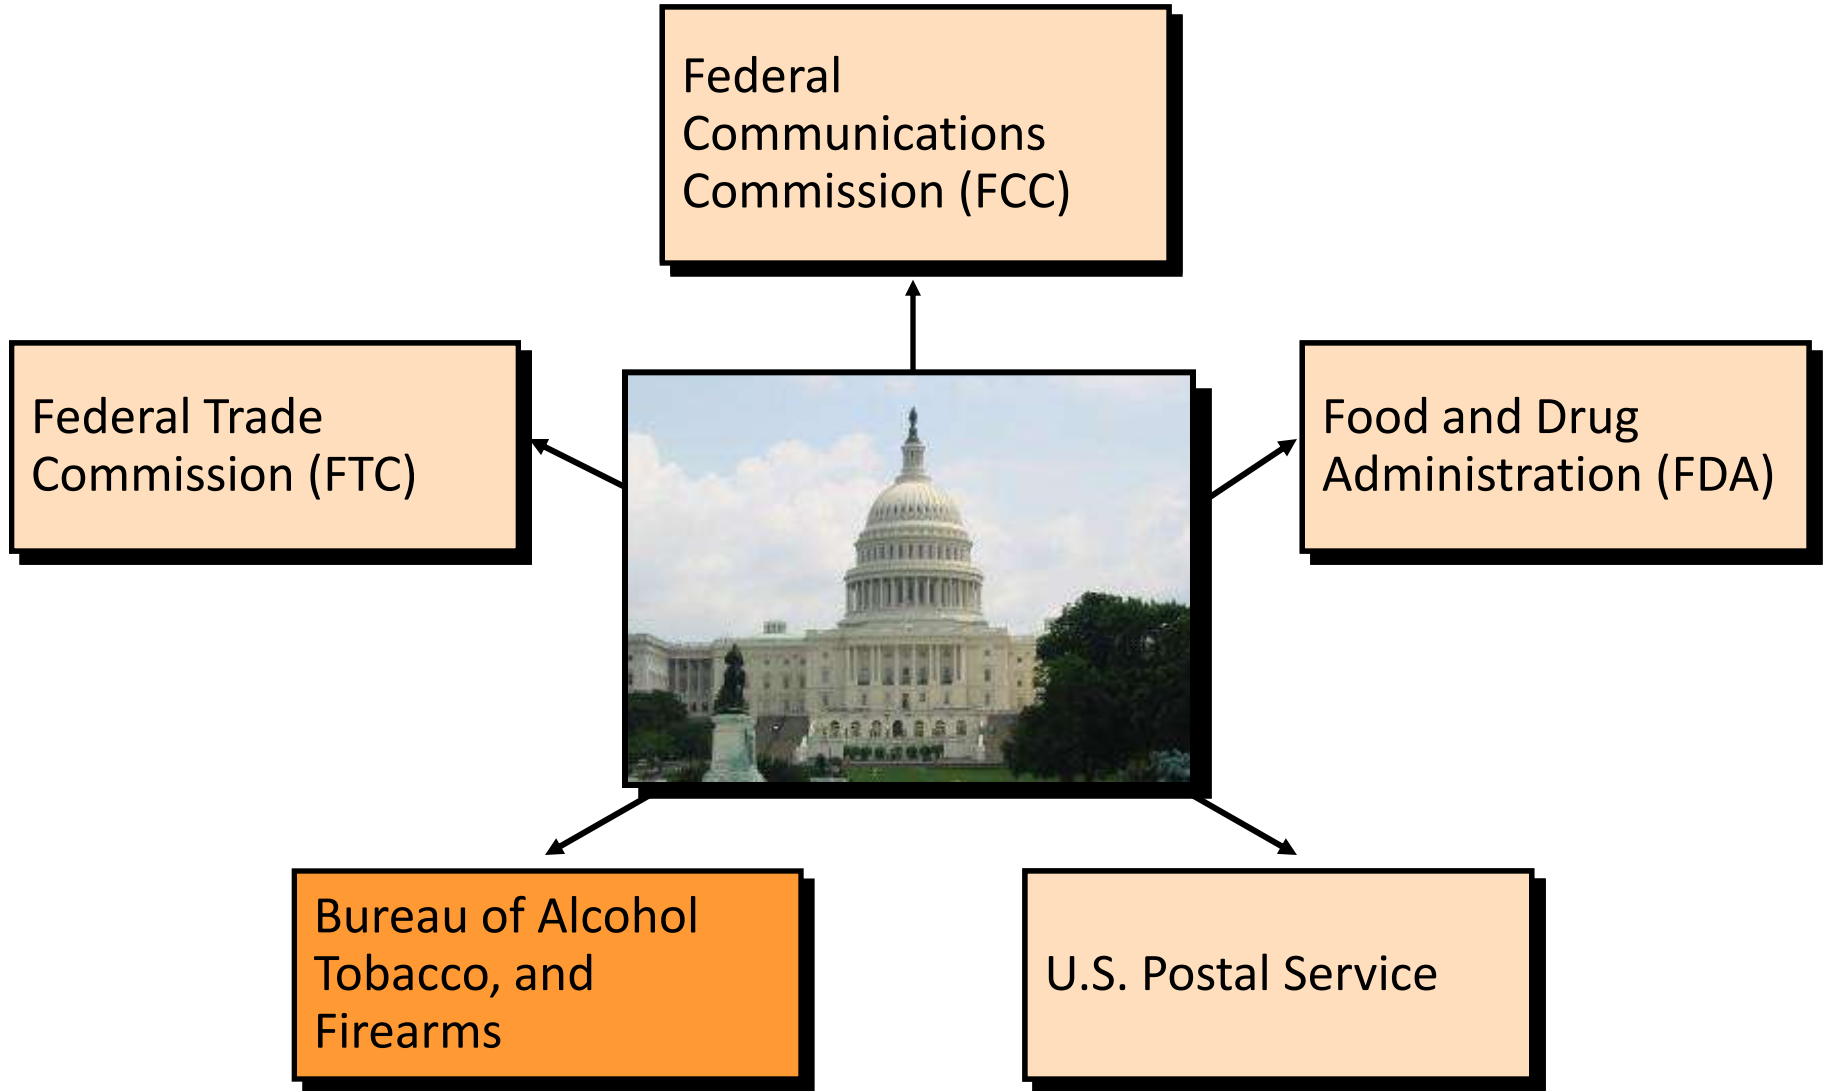 Federal
Communications
Commission (FCC)
Federal Trade
Commission (FTC)
Food and Drug
Administration (FDA)
Bureau of Alcohol
Tobacco, and
Firearms
U.S. Postal Service